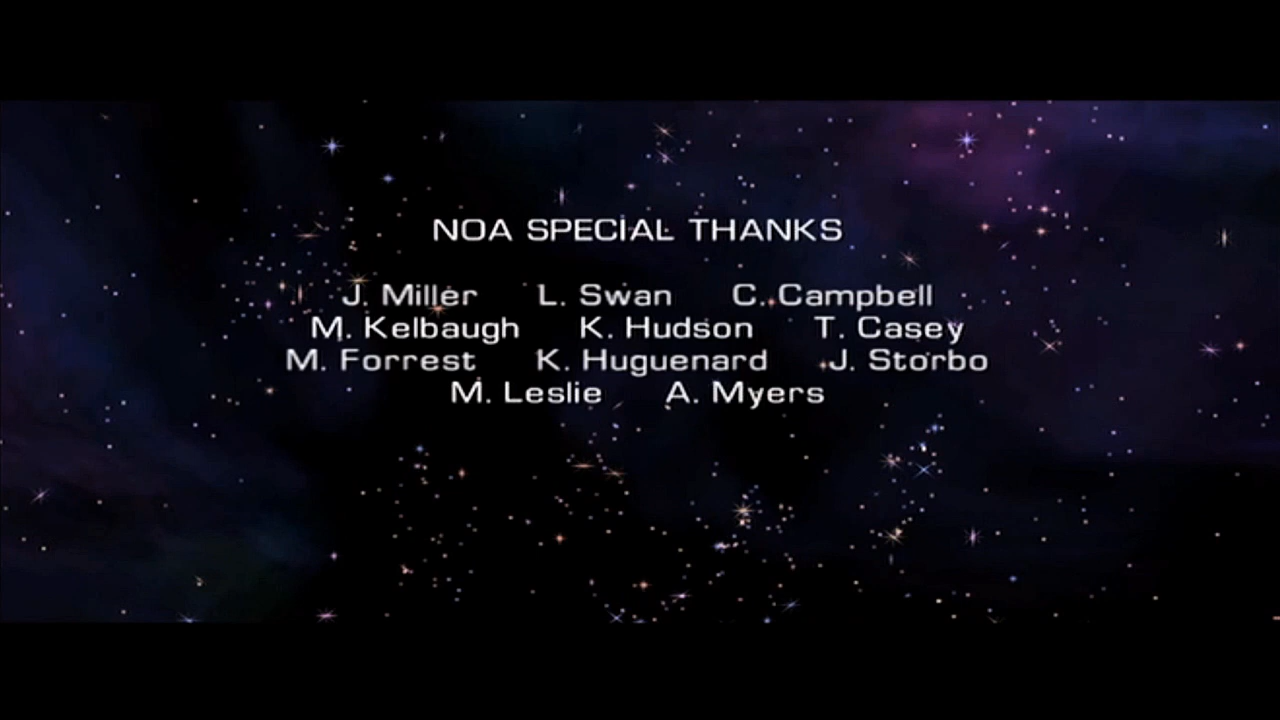 NOA SPECIAL THANKS
J. Miller L. Swan C. Campbell
M. Kelbaugh K. Hudson T. Casey
M. Forrest K. Huguenard J. Storbo
M. Leslie A. Myers